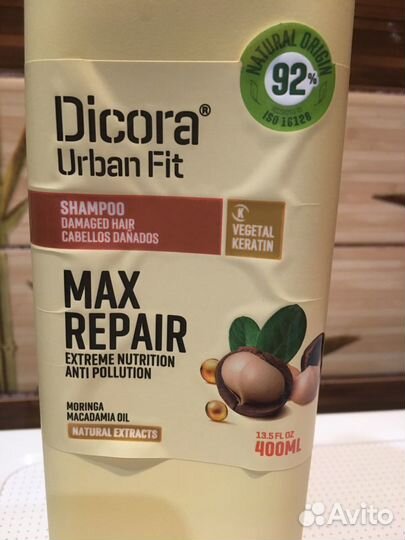 NATURAL ORIGIN
92%
ISO 16128
Dicora®
Urban Fit
SHAMPOO
DAMAGED HAIR
CABELLOS DAÑADOS
K
VEGETAL
KERATIN
MAX
REPAIR
EXTREME NUTRITION
ANTI POLLUTION
MORINGA
MACADAMIA OIL
NATURAL EXTRACTS
13.5 FL OZ
400ML
Avito